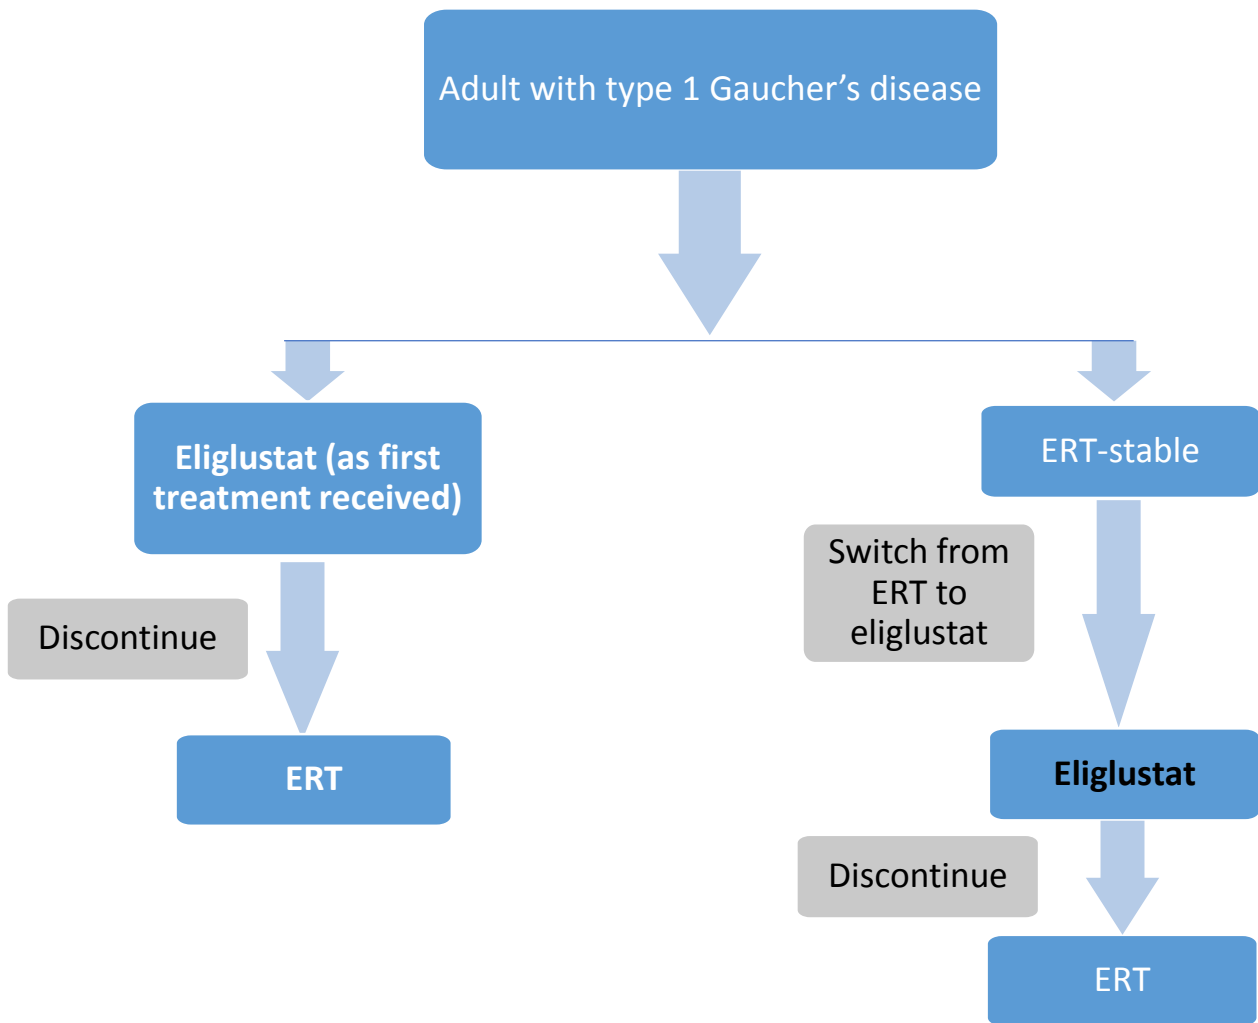 Adult with type 1 Gaucher’s disease
Eliglustat (as first
treatment received)
Discontinue
ERT
ERT-stable
Switch from
ERT to
eliglustat
Eliglustat
Discontinue
ERT